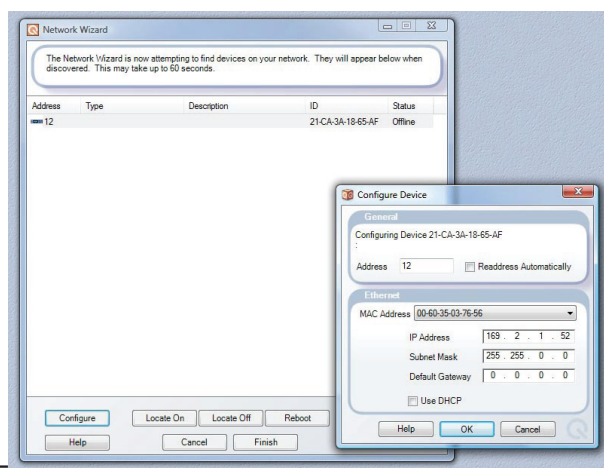 Network Wizard
The Network Wizard is now attempting to find devices on your network. They will appear below when
discovered. This may take up to 60 seconds.
Address Type Description ID Status
12 21-CA-3A-18-65-AF Offline
Configure Locate On Locate Off Reboot
Help Cancel Finish
Configure Device
General
Configuring Device 21-CA-3A-18-65-AF
:
Address 12 Readdress Automatically
Ethernet
MAC Address 00-60-35-03-76-56
IP Address 169 . 2 . 1 . 52
Subnet Mask 255 . 255 . 0 . 0
Default Gateway 0 . 0 . 0 . 0
Use DHCP
Help OK Cancel